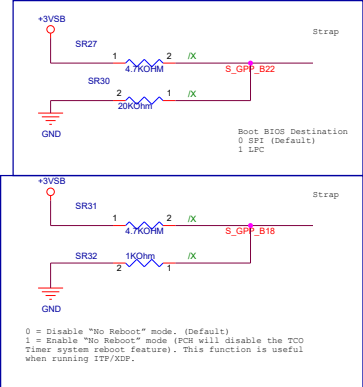 +3VSB
Strap
SR27
1 2 /X
4.7KOHM S_GPP_B22
SR30
2 1 /X
20KOhm
GND
Boot BIOS Destination
0 SPI (Default)
1 LPC
+3VSB
Strap
SR31
1 2 /X
4.7KOHM S_GPP_B18
SR32 1KOhm /X
2 1
GND
0 = Disable “No Reboot” mode. (Default)
1 = Enable “No Reboot” mode (PCH will disable the TCO
Timer system reboot feature). This function is useful
when running ITP/XDP.